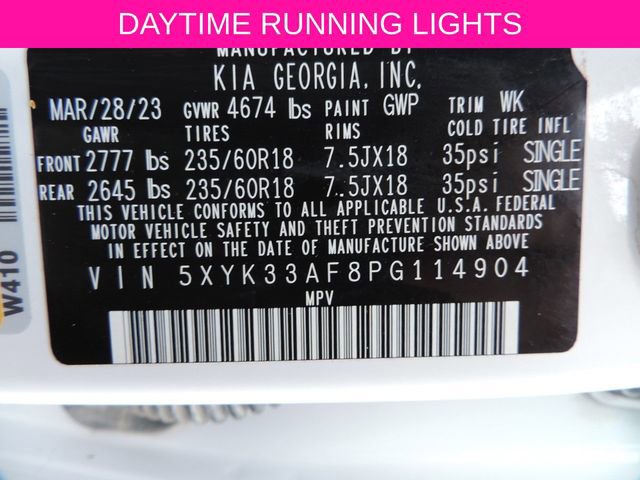 DAYTIME RUNNING LIGHTS
MANUFACTURED BY
KIA GEORGIA, INC.
MAR/28/23 GVWR 4674 lbs PAINT GWP TRIM WK
GAWR TIRES RIMS COLD TIRE INFL
FRONT 2777 lbs 235/60R18 7.5JX18 35psi SINGLE
REAR 2645 lbs 235/60R18 7.5JX18 35psi SINGLE
THIS VEHICLE CONFORMS TO ALL APPLICABLE U.S.A. FEDERAL
MOTOR VEHICLE SAFETY AND THEFT PREVENTION STANDARDS
IN EFFECT ON THE DATE OF MANUFACTURE SHOWN ABOVE
VIN 5XYK33AF8PG114904
MPV
W410